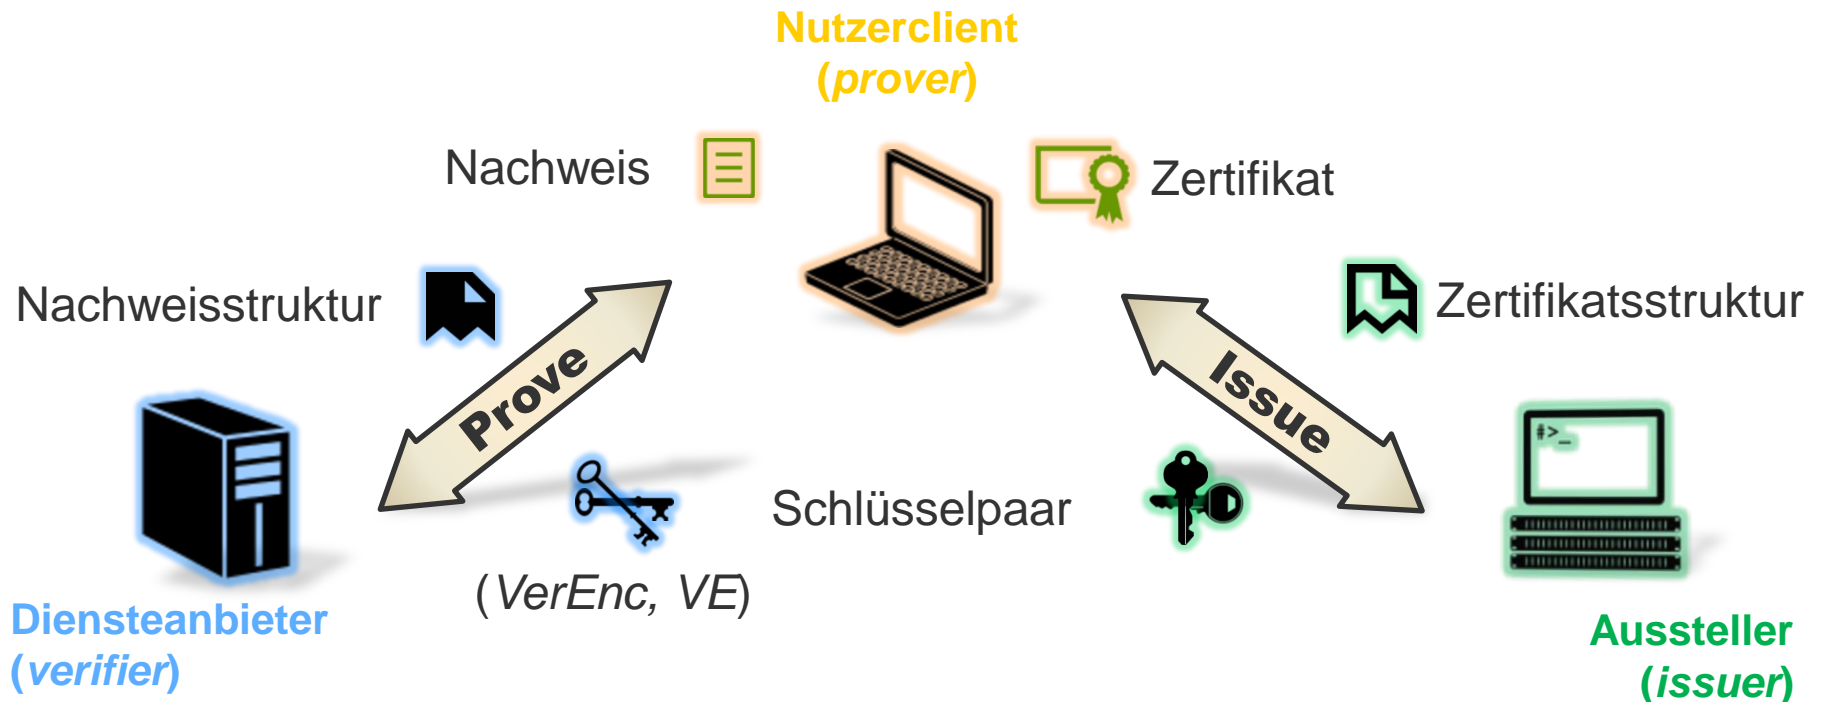 Nutzerclient
(prover)
Nachweis
Zertifikat
Nachweisstruktur
Zertifikatsstruktur
Prove
Issue
#>_
Schlüsselpaar
(VerEnc, VE)
Diensteanbieter
(verifier)
Aussteller
(issuer)